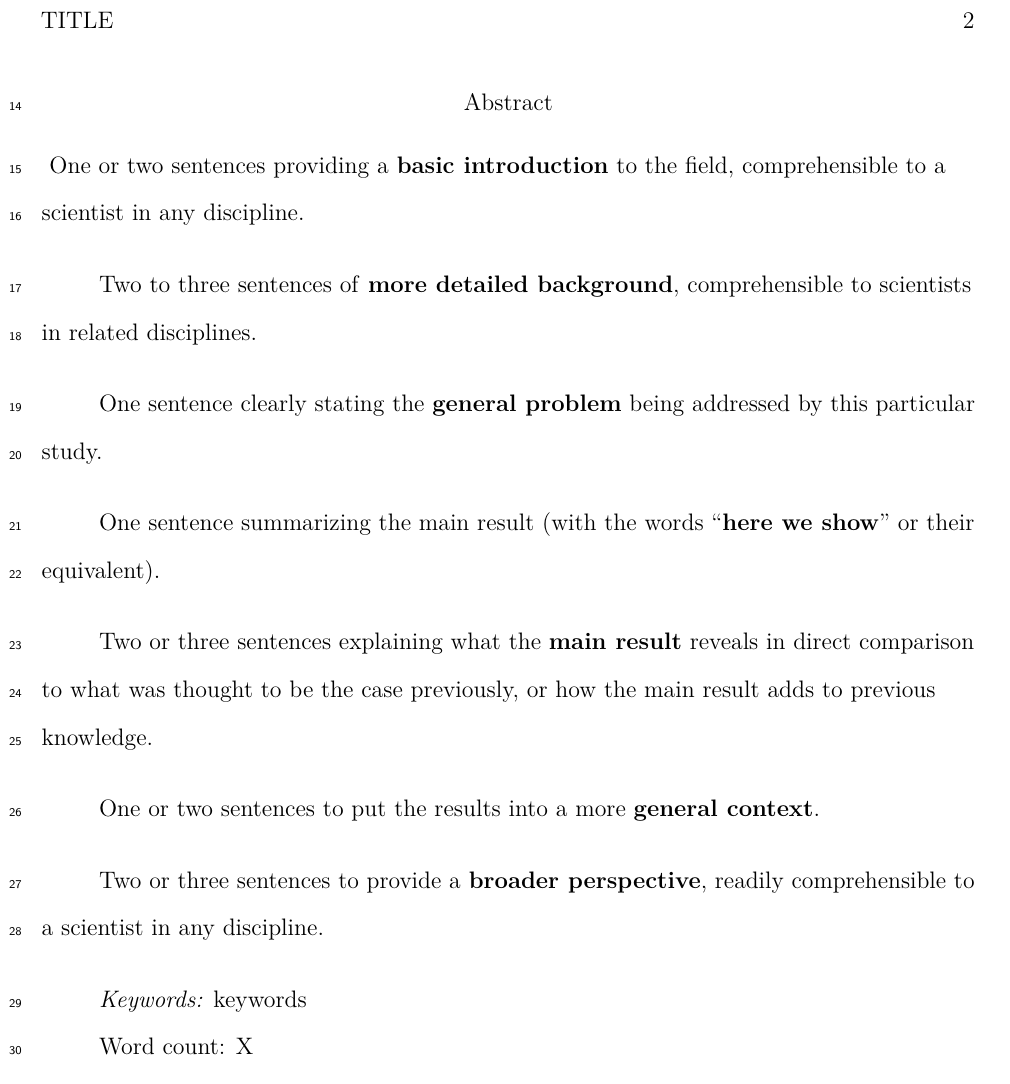 TITLE 2
14 Abstract
15 One or two sentences providing a basic introduction to the field, comprehensible to a
16 scientist in any discipline.
17 Two to three sentences of more detailed background, comprehensible to scientists
18 in related disciplines.
19 One sentence clearly stating the general problem being addressed by this particular
20 study.
21 One sentence summarizing the main result (with the words “here we show” or their
22 equivalent).
23 Two or three sentences explaining what the main result reveals in direct comparison
24 to what was thought to be the case previously, or how the main result adds to previous
25 knowledge.
26 One or two sentences to put the results into a more general context.
27 Two or three sentences to provide a broader perspective, readily comprehensible to
28 a scientist in any discipline.
29 Keywords: keywords
30 Word count: X